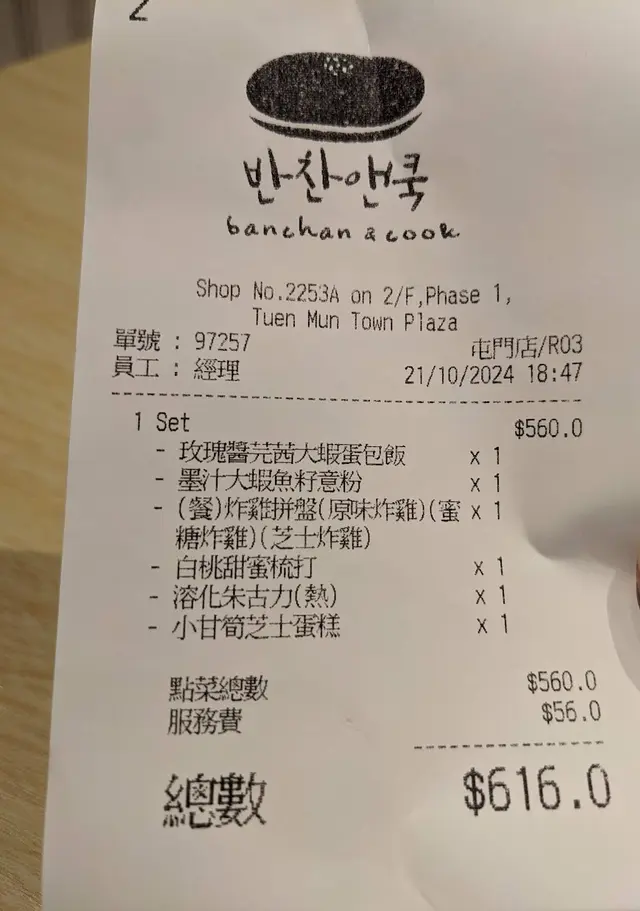 2
반찬앤쿡
banchan & cook
Shop No.2253A on 2/F,Phase 1,
Tuen Mun Town Plaza
單號 : 97257 屯門店/R03
員工 : 經理 21/10/2024 18:47
1 Set $560.0
- 玫瑰醬芫茜大蝦蛋包飯 x 1
- 墨汁大蝦魚籽意粉 x 1
- (餐)炸雞拼盤(原味炸雞)(蜜 x 1
糖炸雞)(芝士炸雞)
- 白桃甜蜜梳打 x 1
- 溶化朱古力(熱) x 1
- 小甘筍芝士蛋糕 x 1
點菜總數 $560.0
服務費 $56.0
總數 $616.0